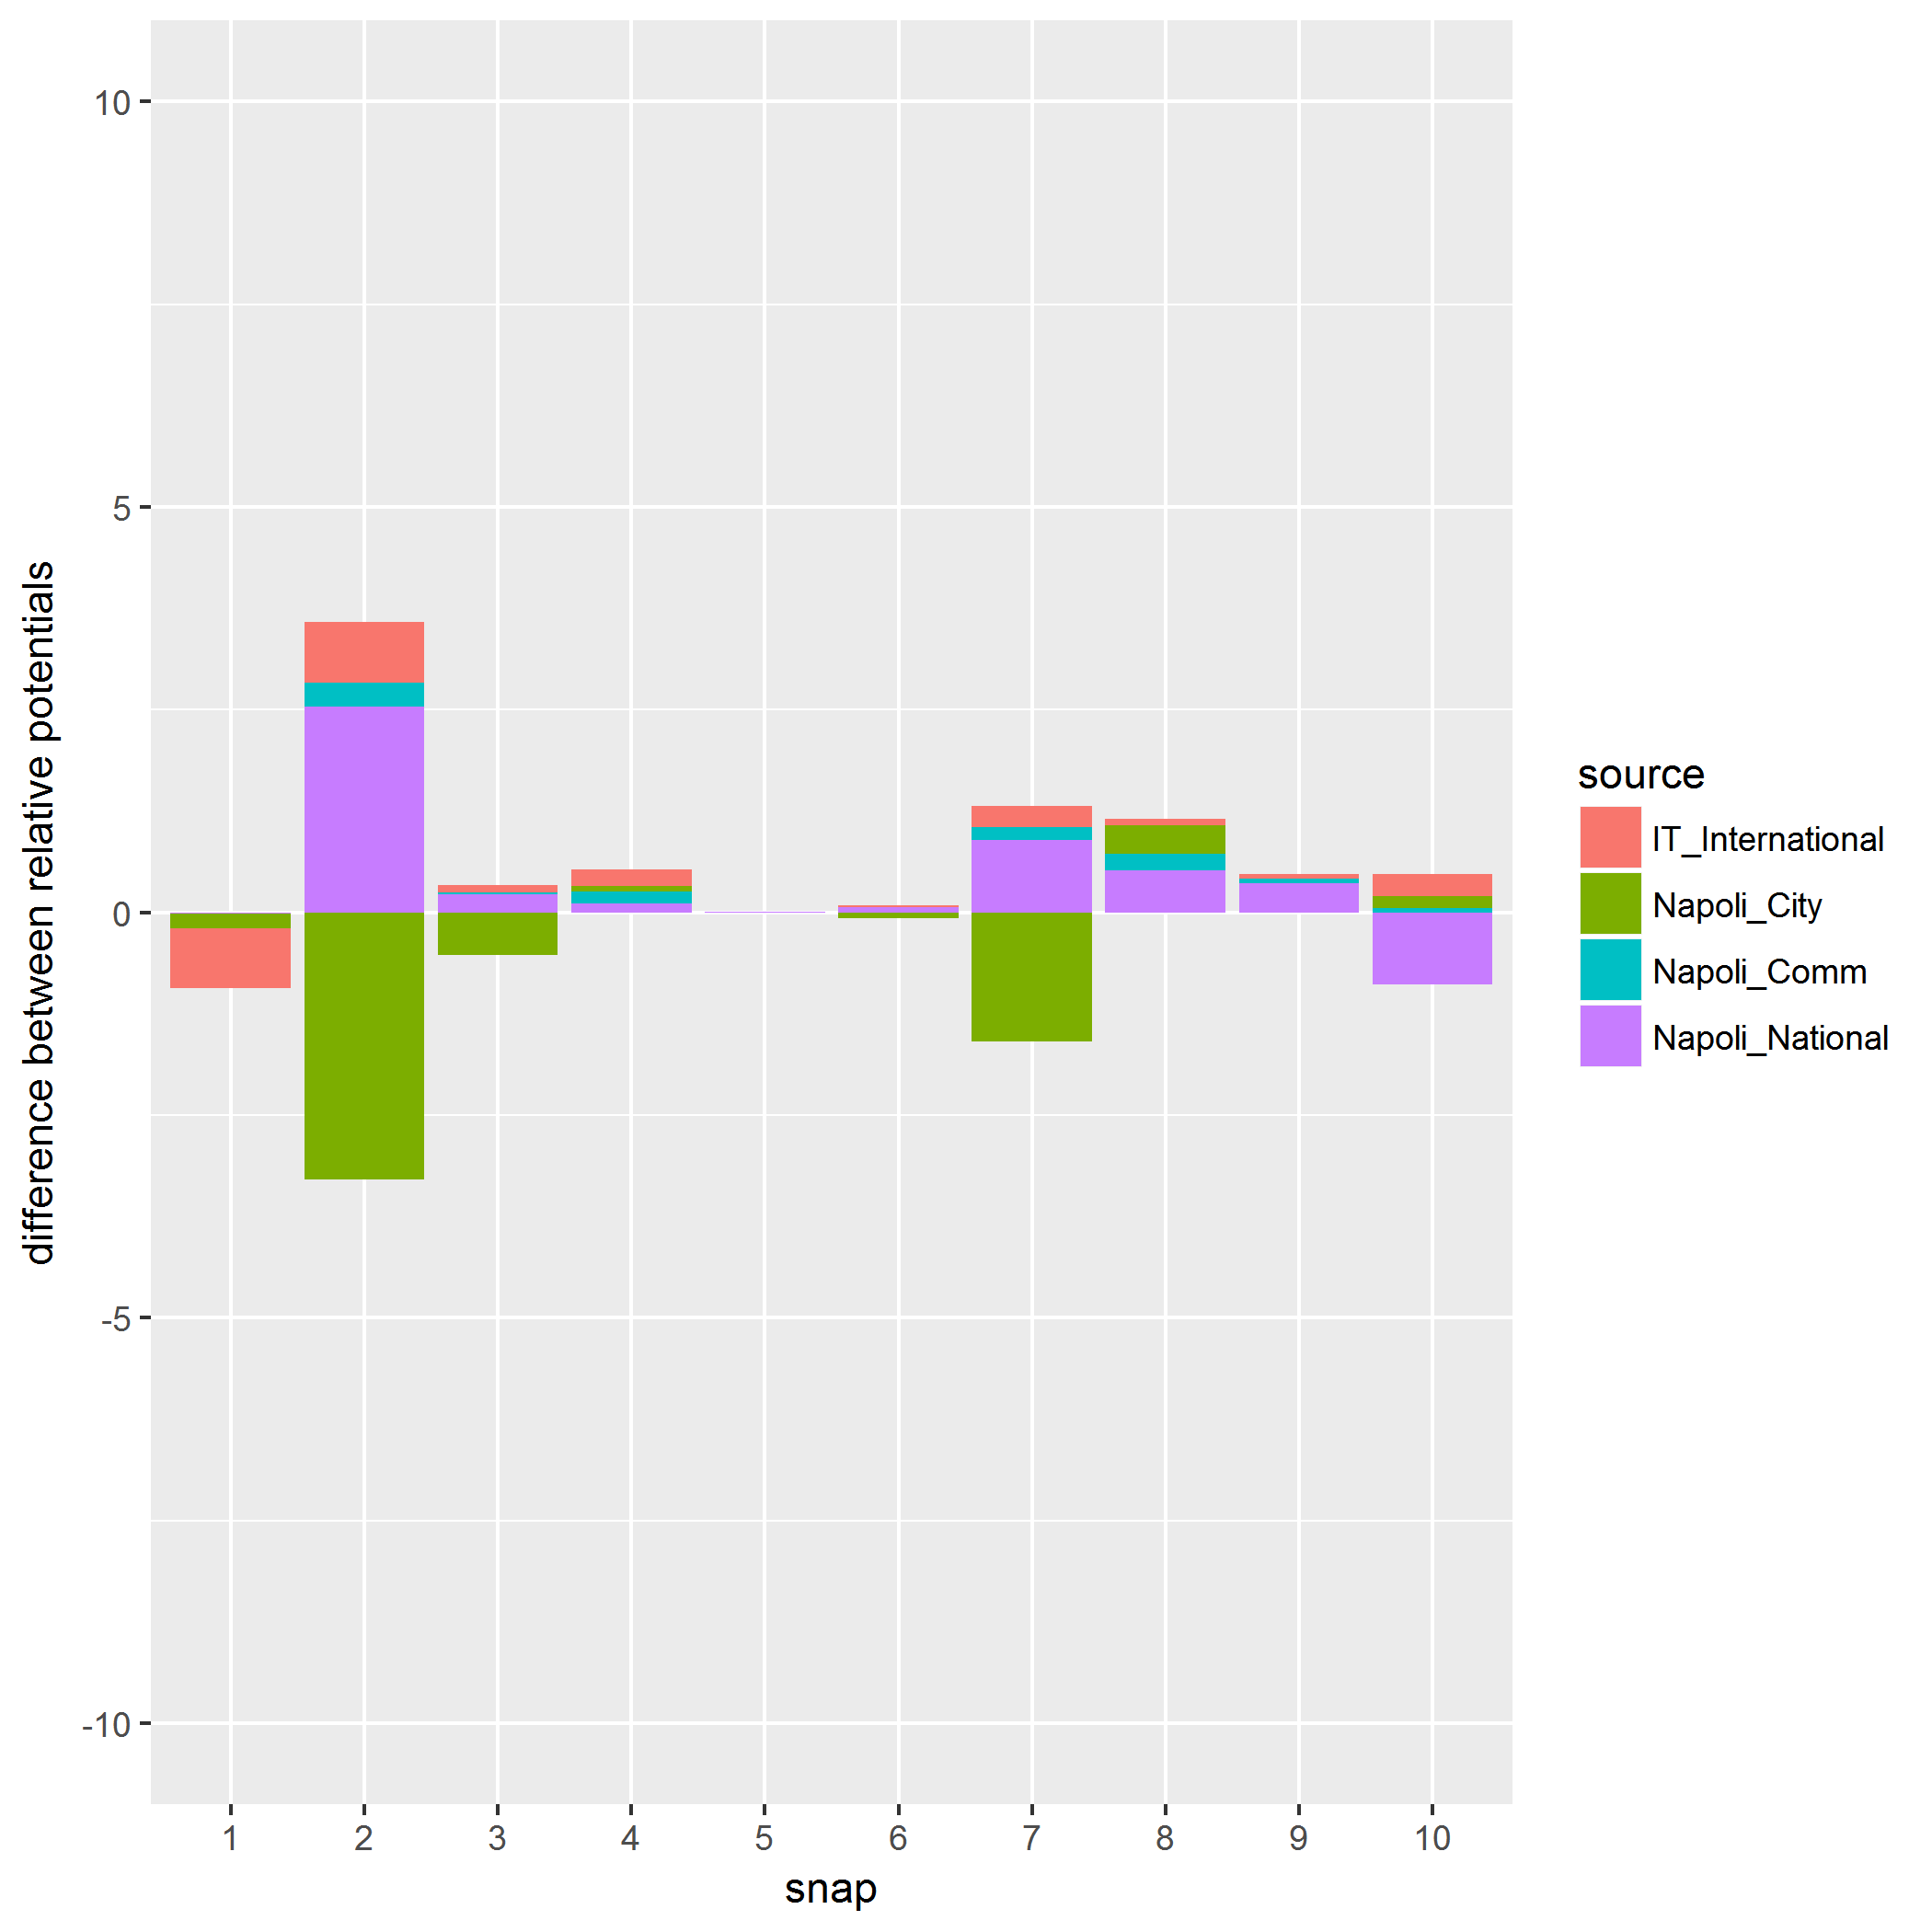 difference between relative potentials
10
5
0
-5
-10
1 2 3 4 5 6 7 8 9 10
snap
source
IT_International
Napoli_City
Napoli_Comm
Napoli_National